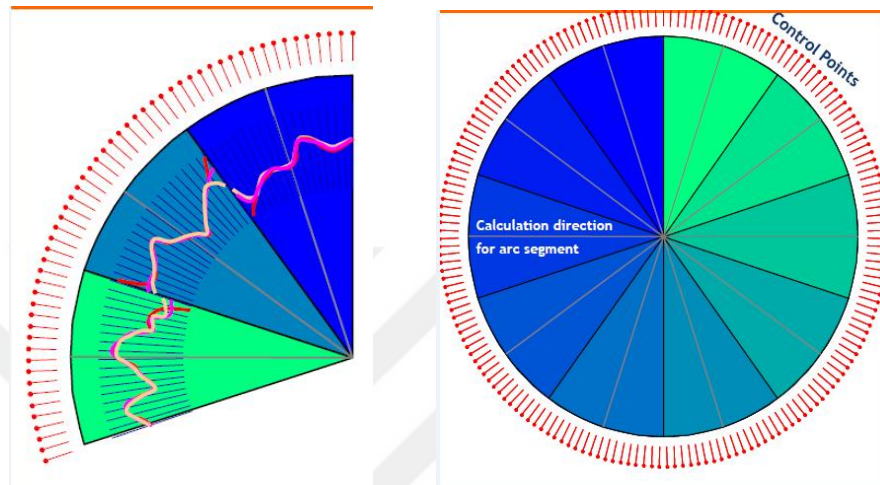 Control Points
Calculation direction
for arc segment